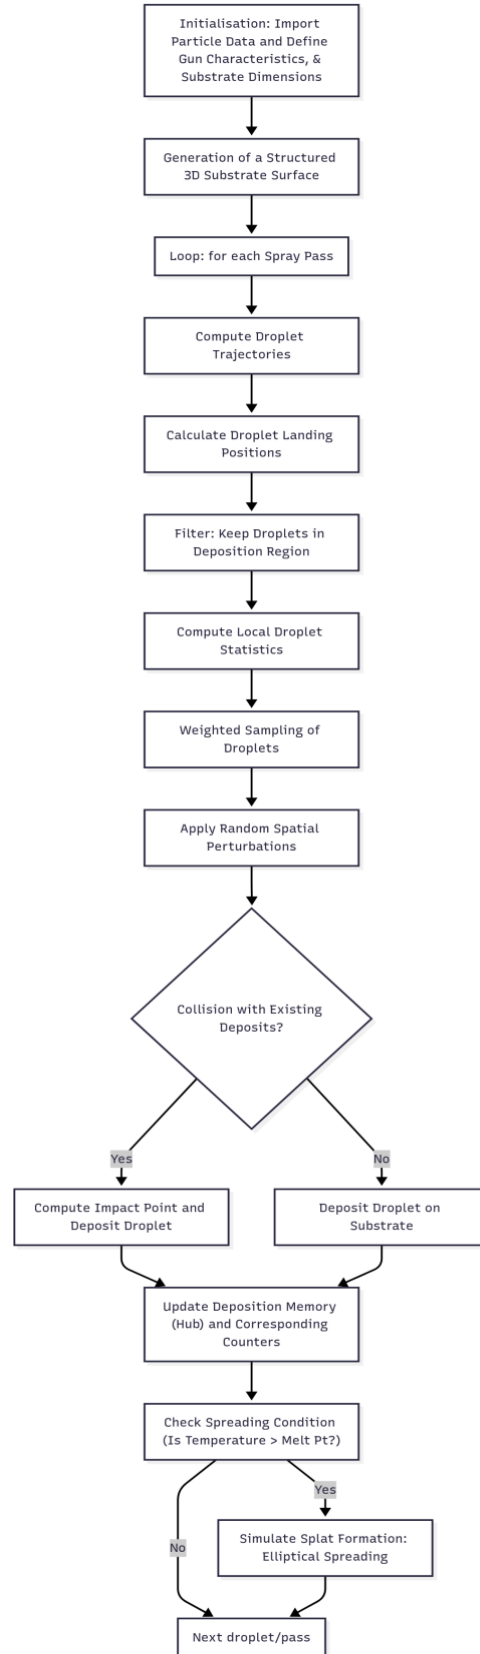 Initialisation: Import
Particle Data and Define
Gun Characteristics, &
Substrate Dimensions
Generation of a Structured
3D Substrate Surface
Loop: for each Spray Pass
Compute Droplet
Trajectories
Calculate Droplet Landing
Positions
Filter: Keep Droplets in
Deposition Region
Compute Local Droplet
Statistics
Weighted Sampling of
Droplets
Apply Random Spatial
Perturbations
Collision with Existing
Deposits?
Yes
No
Compute Impact Point and
Deposit Droplet
Deposit Droplet on
Substrate
Update Deposition Memory
(Hub) and Corresponding
Counters
Check Spreading Condition
(Is Temperature > Melt Pt?)
Yes
No
Simulate Splat Formation:
Elliptical Spreading
Next droplet/pass